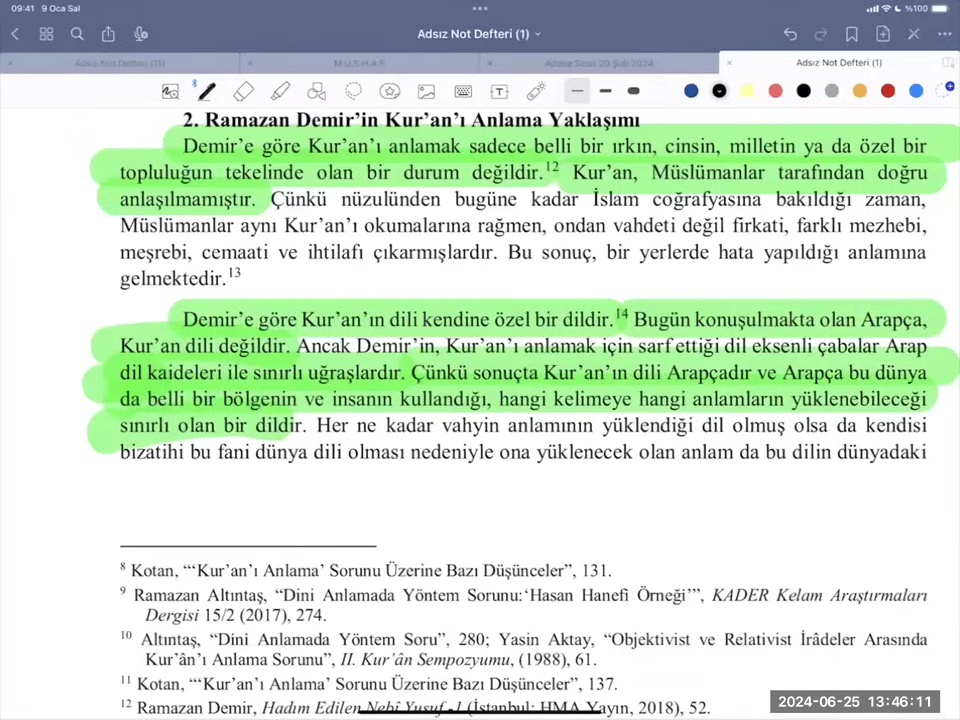 09:41 9 Oca Sal
%100
Adsız Not Defteri (1)
Adsız Not Defteri (11)
M U S H A F
Adsız Not Defteri (1)
2. Ramazan Demir’in Kur’an’ı Anlama Yaklaşımı
Demir’e göre Kur’an’ı anlamak sadece belli bir ırkın, cinsin, milletin ya da özel bir
topluluğun tekelinde olan bir durum değildir.12 Kur’an, Müslümanlar tarafından doğru
anlaşılmamıştır. Çünkü nüzulünden bugüne kadar İslam coğrafyasına bakıldığı zaman,
Müslümanlar aynı Kur’an’ı okumalarına rağmen, ondan vahdeti değil firkati, farklı mezhebi,
meşrebi, cemaati ve ihtilafı çıkarmışlardır. Bu sonuç, bir yerlerde hata yapıldığı anlamına
gelmektedir.13
Demir’e göre Kur’an’ın dili kendine özel bir dildir.14 Bugün konuşulmakta olan Arapça,
Kur’an dili değildir. Ancak Demir’in, Kur’an’ı anlamak için sarf ettiği dil eksenli çabalar Arap
dil kaideleri ile sınırlı uğraşlardır. Çünkü sonuçta Kur’an’ın dili Arapçadır ve Arapça bu dünya
da belli bir bölgenin ve insanın kullandığı, hangi kelimeye hangi anlamların yüklenebileceği
sınırlı olan bir dildir. Her ne kadar vahyin anlamının yüklendiği dil olmuş olsa da kendisi
bizatihi bu fani dünya dili olması nedeniyle ona yüklenecek olan anlam da bu dilin dünyadaki
8 Kotan, “‘Kur’an’ı Anlama’ Sorunu Üzerine Bazı Düşünceler”, 131.
9 Ramazan Altıntaş, “Dini Anlamada Yöntem Sorunu:‘Hasan Hanefi Örneği’”, KADER Kelam Araştırmaları
Dergisi 15/2 (2017), 274.
10 Altıntaş, “Dini Anlamada Yöntem Soru”, 280; Yasin Aktay, “Objektivist ve Relativist İrâdeler Arasında
Kur’ân’ı Anlama Sorunu”, II. Kur’ân Sempozyumu, (1988), 61.
11 Kotan, “‘Kur’an’ı Anlama’ Sorunu Üzerine Bazı Düşünceler”, 137.
12 Ramazan Demir, Hadım Edilen Nebî Yusuf -1 (İstanbul: HMA Yayın, 2018), 52.
2024-06-25 13:46:11